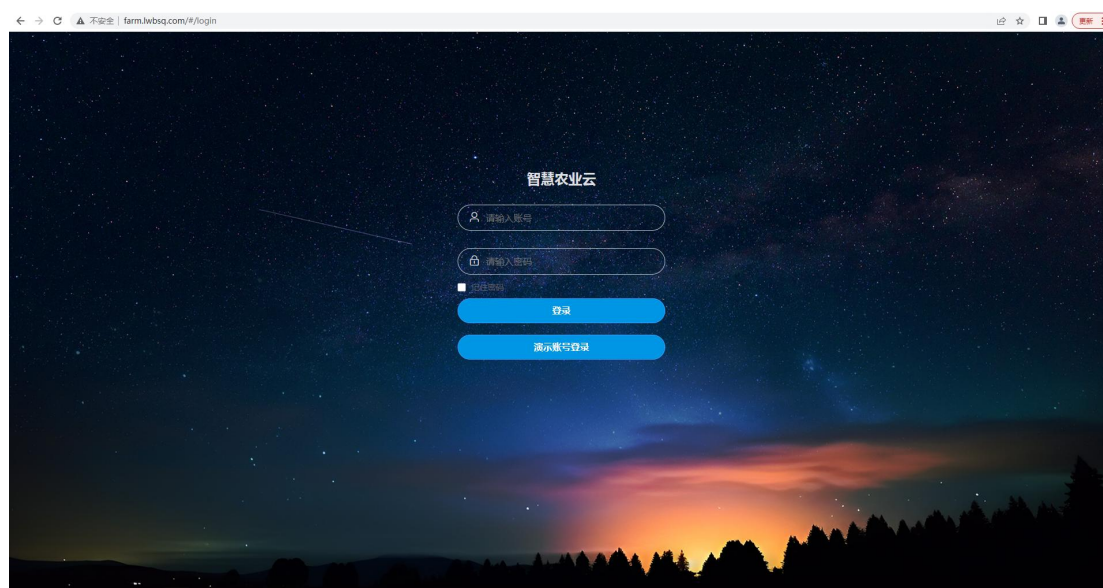 不安全 farm.lwbsq.com/#/login 更新
智慧农业云
请输入账号
请输入密码
记住密码
登录
演示账号登录